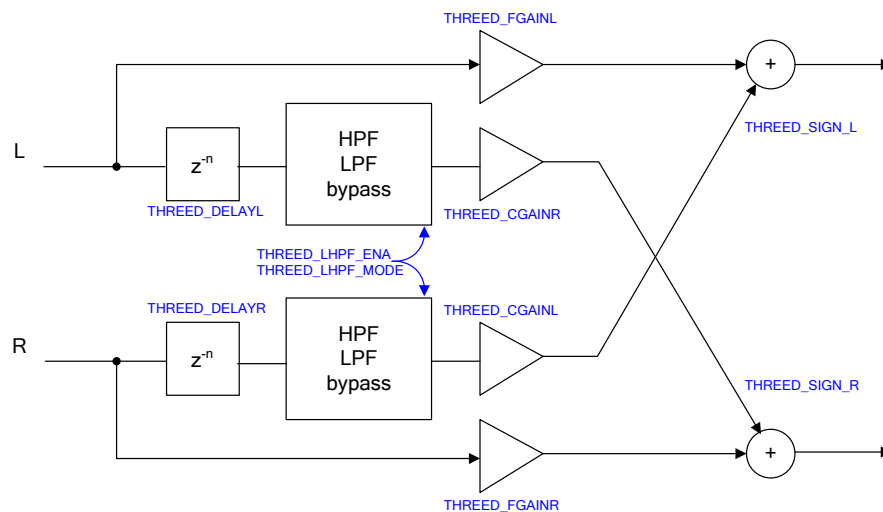 THREED_FGAINL
+
THREED_SIGN_L
L
z-n
HPF
LPF
bypass
THREED_DELAYL
THREED_CGAINR
THREED_LHPF_ENA
THREED_LHPF_MODE
THREED_DELAYR
THREED_CGAINL
R
z-n
HPF
LPF
bypass
THREED_SIGN_R
+
THREED_FGAINR